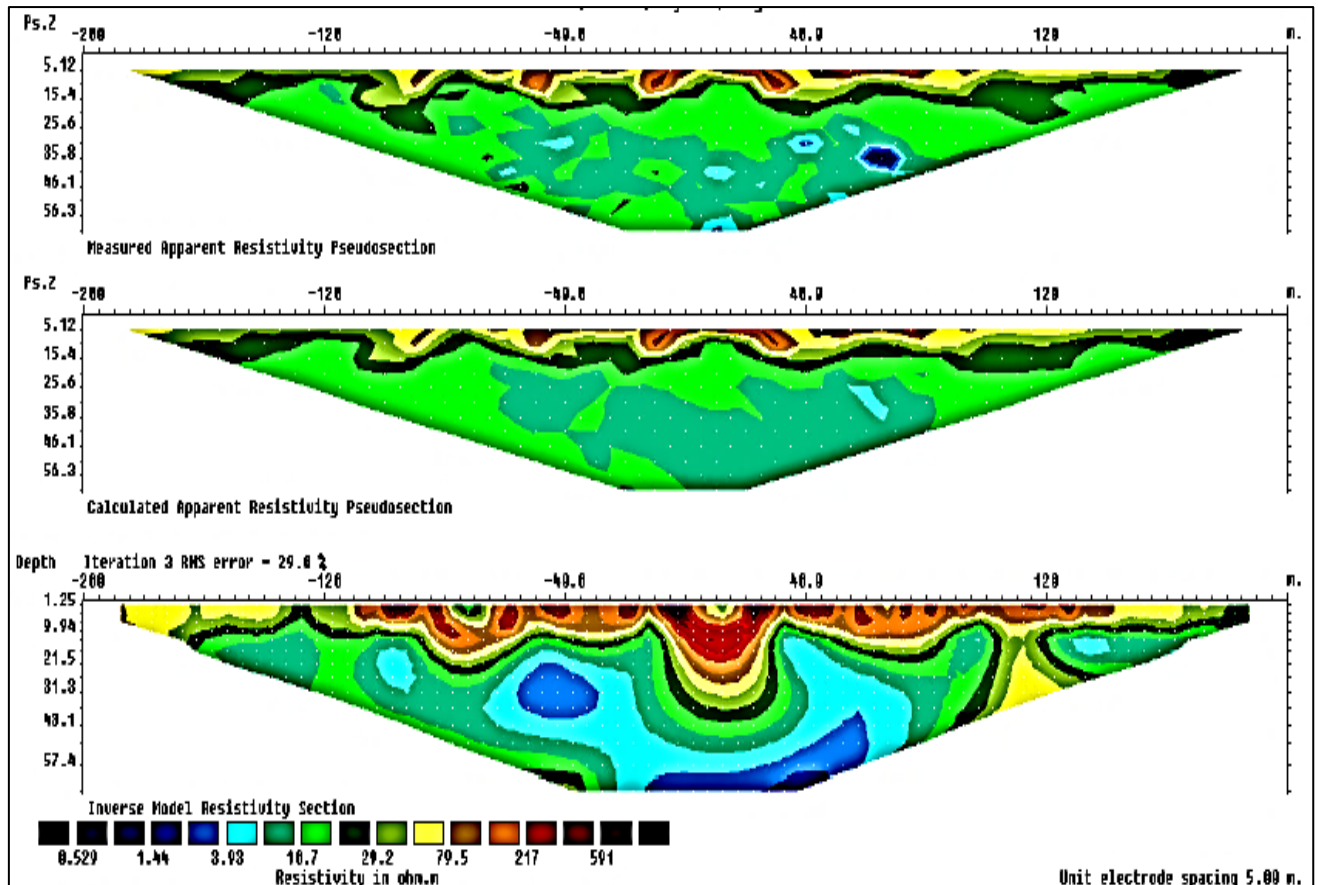 Ps.Z -200 -120 -40.0 40.0 120 m.
5.12
15.4
25.6
35.8
46.1
56.3
Measured Apparent Resistivity Pseudosection
Ps.Z -200 -120 -40.0 40.0 120 m.
5.12
15.4
25.6
35.8
46.1
56.3
Calculated Apparent Resistivity Pseudosection
Depth Iteration 3 RMS error = 29.0 %
-200 -120 -40.0 40.0 120 m.
1.25
9.94
21.5
31.3
43.1
57.4
Inverse Model Resistivity Section
0.529 1.44 3.93 10.7 29.2 79.5 217 591
Resistivity in ohm.m
Unit electrode spacing 5.00 m.